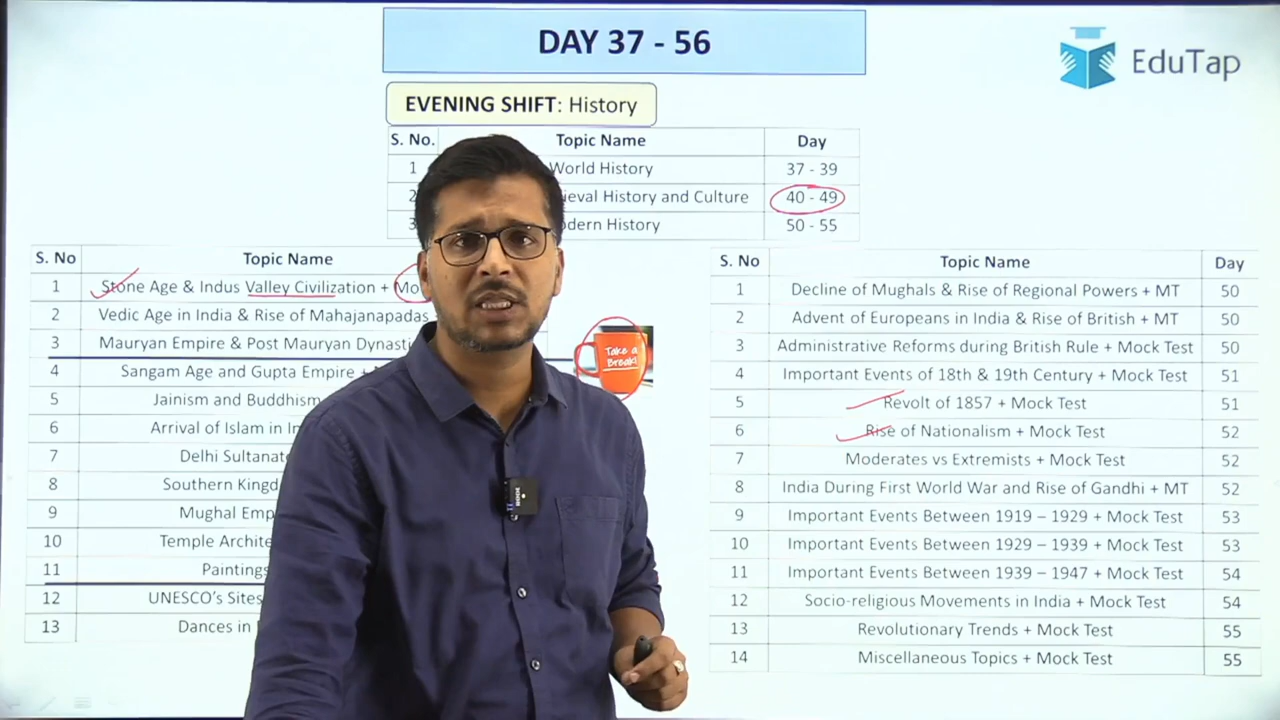 DAY 37 - 56
EduTap
EVENING SHIFT: History
S. No. Topic Name Day
1 World History 37 - 39
2 History and Culture 40 - 49
3 History 50 - 55
S. No Topic Name
1 Stone Age & Indus Valley Civilization +
2 Vedic Age in India & Rise of Mahajanapadas
3 Mauryan Empire & Post Mauryan
4 Sangam Age and Gupta Empire +
5 Jainism and Buddhism
6 Arrival of Islam in
7 Delhi
8 Southern
9 Mughal
10 Temple
11 Paintings
12 UNESCO's Sites
13 Dances in
Take a
Break!
S. No Topic Name Day
1 Decline of Mughals & Rise of Regional Powers + MT 50
2 Advent of Europeans in India & Rise of British + MT 50
3 Administrative Reforms during British Rule + Mock Test 50
4 Important Events of 18th & 19th Century + Mock Test 51
5 Revolt of 1857 + Mock Test 51
6 Rise of Nationalism + Mock Test 52
7 Moderates vs Extremists + Mock Test 52
8 India During First World War and Rise of Gandhi + MT 52
9 Important Events Between 1919 – 1929 + Mock Test 53
10 Important Events Between 1929 – 1939 + Mock Test 53
11 Important Events Between 1939 – 1947 + Mock Test 54
12 Socio-religious Movements in India + Mock Test 54
13 Revolutionary Trends + Mock Test 55
14 Miscellaneous Topics + Mock Test 55